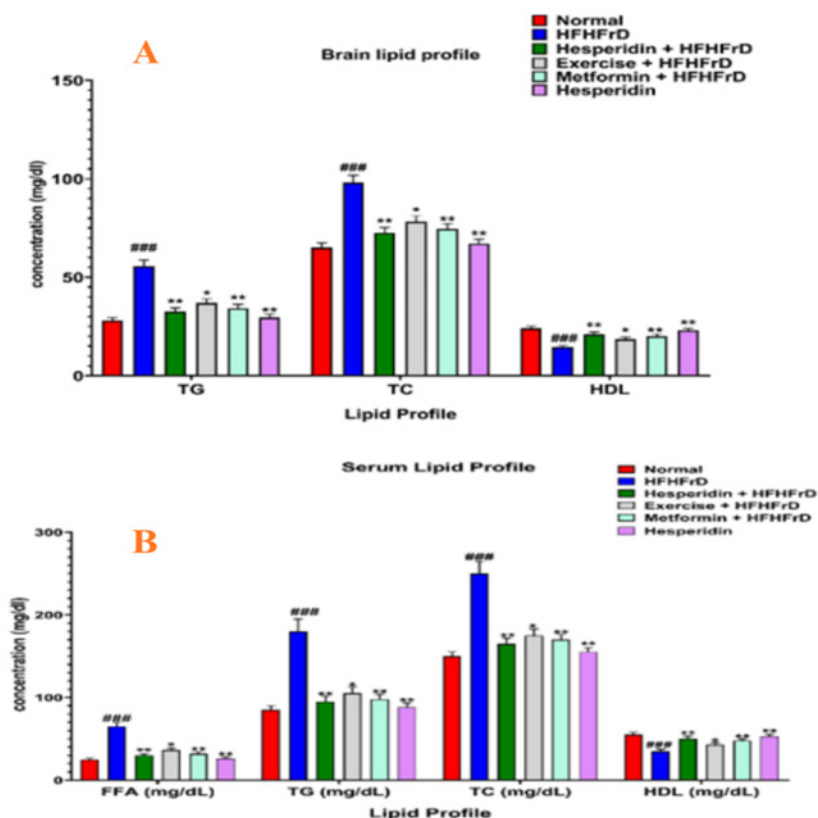 A
Brain lipid profile
Normal
HFHFrD
Hesperidin + HFHFrD
Exercise + HFHFrD
Metformin + HFHFrD
Hesperidin
concentration (mg/dl)
150
100
50
0
###
**
*
**
**
###
**
*
**
**
###
**
*
**
**
TG
TC
HDL
Lipid Profile
B
Serum Lipid Profile
Normal
HFHFrD
Hesperidin + HFHFrD
Exercise + HFHFrD
Metformin + HFHFrD
Hesperidin
concentration (mg/dl)
300
200
100
0
###
**
*
**
**
###
**
*
**
**
###
**
*
**
**
###
**
*
**
**
FFA (mg/dL)
TG (mg/dL)
TC (mg/dL)
HDL (mg/dL)
Lipid Profile